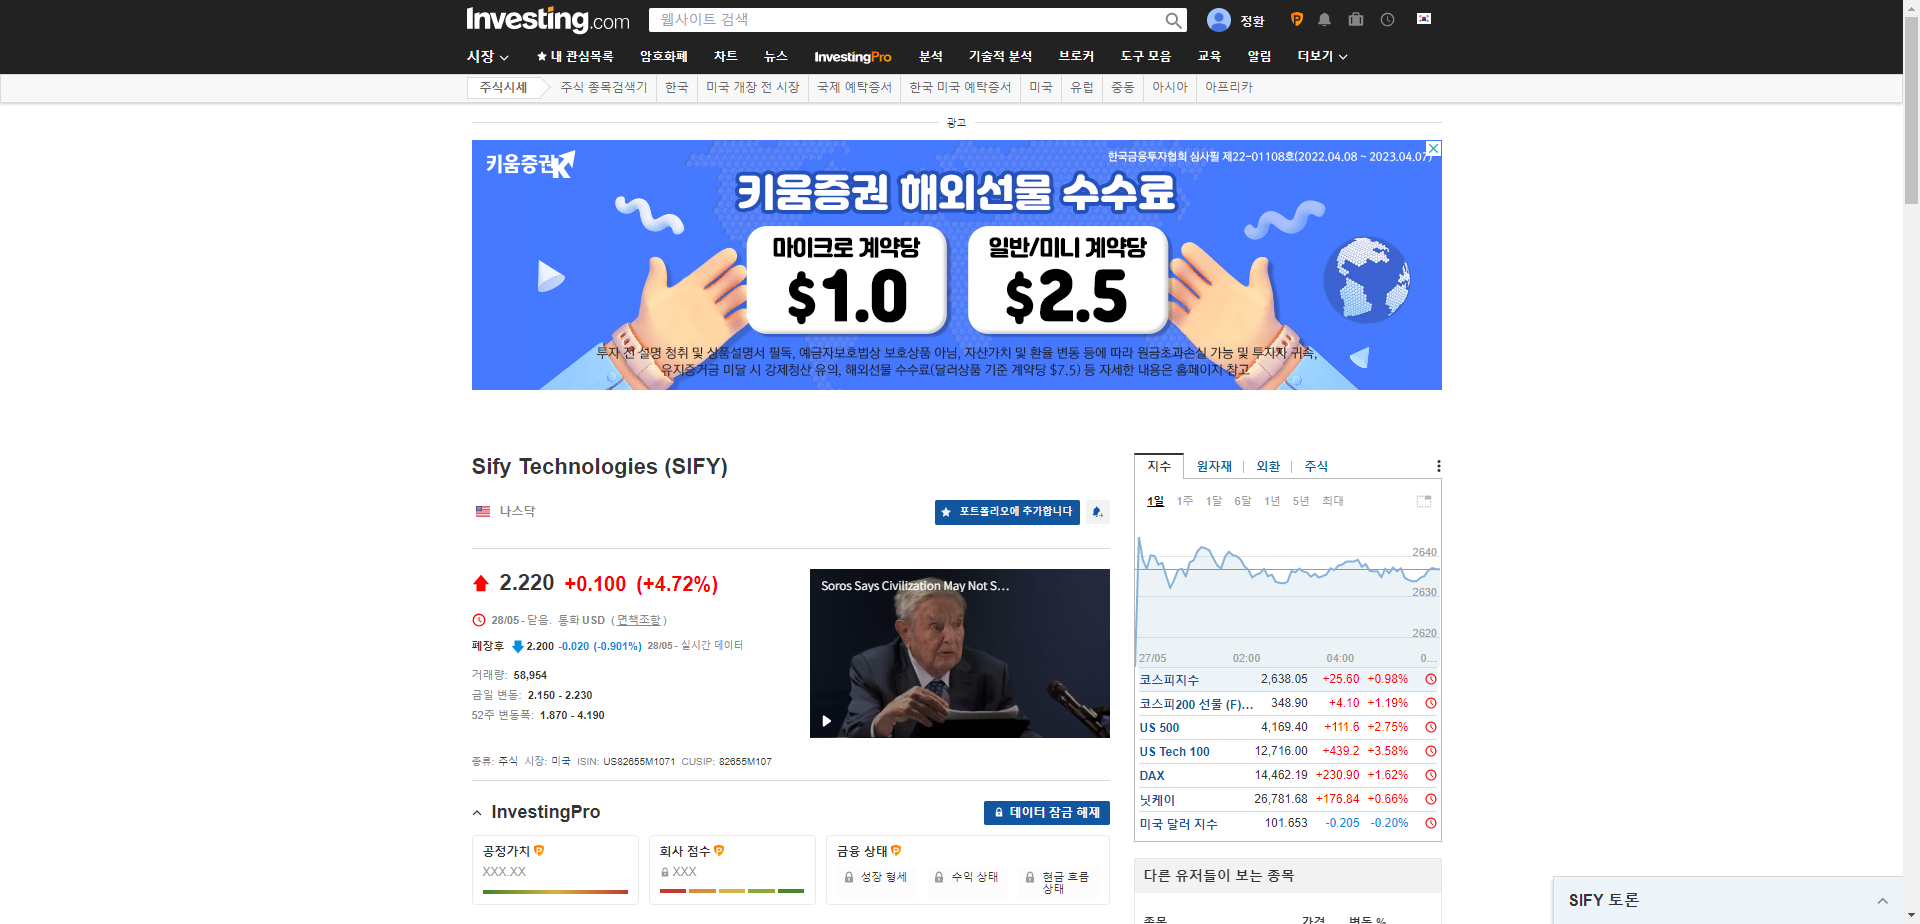 Investing.com
웹사이트 검색
정환
시장
내 관심목록
암호화폐
차트
뉴스
InvestingPro
분석
기술적 분석
브로커
도구 모음
교육
알림
더보기
주식시세
주식 종목검색기
한국
미국 개장 전 시장
국제 예탁증서
한국 미국 예탁증서
미국
유럽
중동
아시아
아프리카
광고
키움증권
한국금융투자협회 심사필 제22-01108호(2022.04.08 ~ 2023.04.07)
키움증권 해외선물 수수료
마이크로 계약당
$1.0
일반/미니 계약당
$2.5
투자 전 설명 청취 및 상품설명서 필독, 예금자보호법상 보호상품 아님, 자산가치 및 환율 변동 등에 따라 원금초과손실 가능 및 투자자 귀속,
유지증거금 미달 시 강제청산 유의, 해외선물 수수료(달러상품 기준 계약당 $7.5) 등 자세한 내용은 홈페이지 참고
Sify Technologies (SIFY)
나스닥
포트폴리오에 추가합니다
2.220 +0.100 (+4.72%)
28/05 - 닫음. 통화 USD ( 면책조항 )
폐장후 2.200 -0.020 (-0.901%) 28/05 - 실시간 데이터
거래량: 58,954
금일 변동: 2.150 - 2.230
52주 변동폭: 1.870 - 4.190
Soros Says Civilization May Not S...
종류: 주식 시장: 미국 ISIN: US82655M1071 CUSIP: 82655M107
InvestingPro
데이터 잠금 해제
공정가치
XXX.XX
회사 점수
XXX
금융 상태
성장 형세
수익 상태
현금 흐름
상태
지수
원자재
외환
주식
1일 1주 1달 6달 1년 5년 최대
2640
2630
2620
27/05 02:00 04:00 0...
코스피지수 2,638.05 +25.60 +0.98%
코스피200 선물 (F)... 348.90 +4.10 +1.19%
US 500 4,169.40 +111.6 +2.75%
US Tech 100 12,716.00 +439.2 +3.58%
DAX 14,462.19 +230.90 +1.62%
닛케이 26,781.68 +176.84 +0.66%
미국 달러 지수 101.653 -0.205 -0.20%
다른 유저들이 보는 종목
종목 가격 변동 %
SIFY 토론